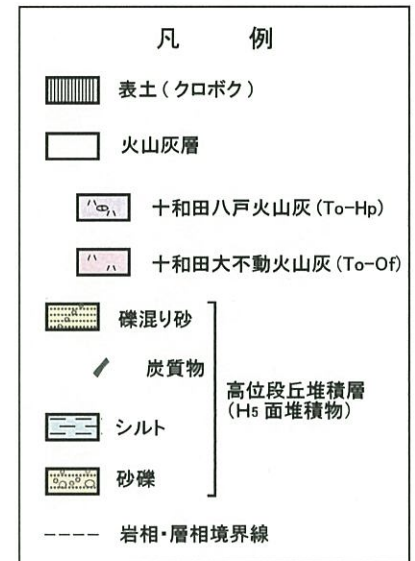 凡 例
表土(クロボク)
火山灰層
十和田八戸火山灰(To-Hp)
十和田大不動火山灰(To-Of)
礫混り砂
炭質物
高位段丘堆積層
(H5 面堆積物)
シルト
砂礫
岩相・層相境界線